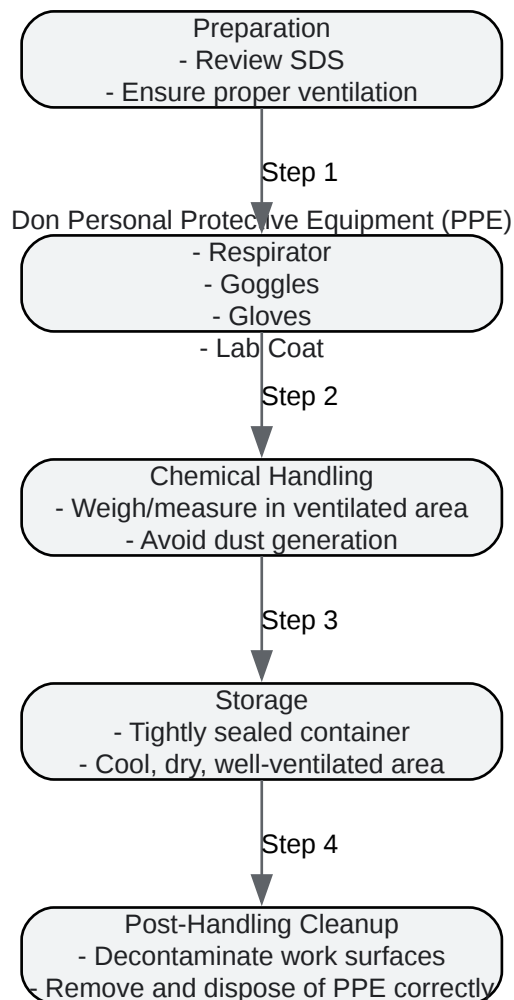 Preparation
- Review SDS
- Ensure proper ventilation
Step 1
Don Personal Protective Equipment (PPE)
- Respirator
- Goggles
- Gloves
- Lab Coat
Step 2
Chemical Handling
- Weigh/measure in ventilated area
- Avoid dust generation
Step 3
Storage
- Tightly sealed container
- Cool, dry, well-ventilated area
Step 4
Post-Handling Cleanup
- Decontaminate work surfaces
- Remove and dispose of PPE correctly